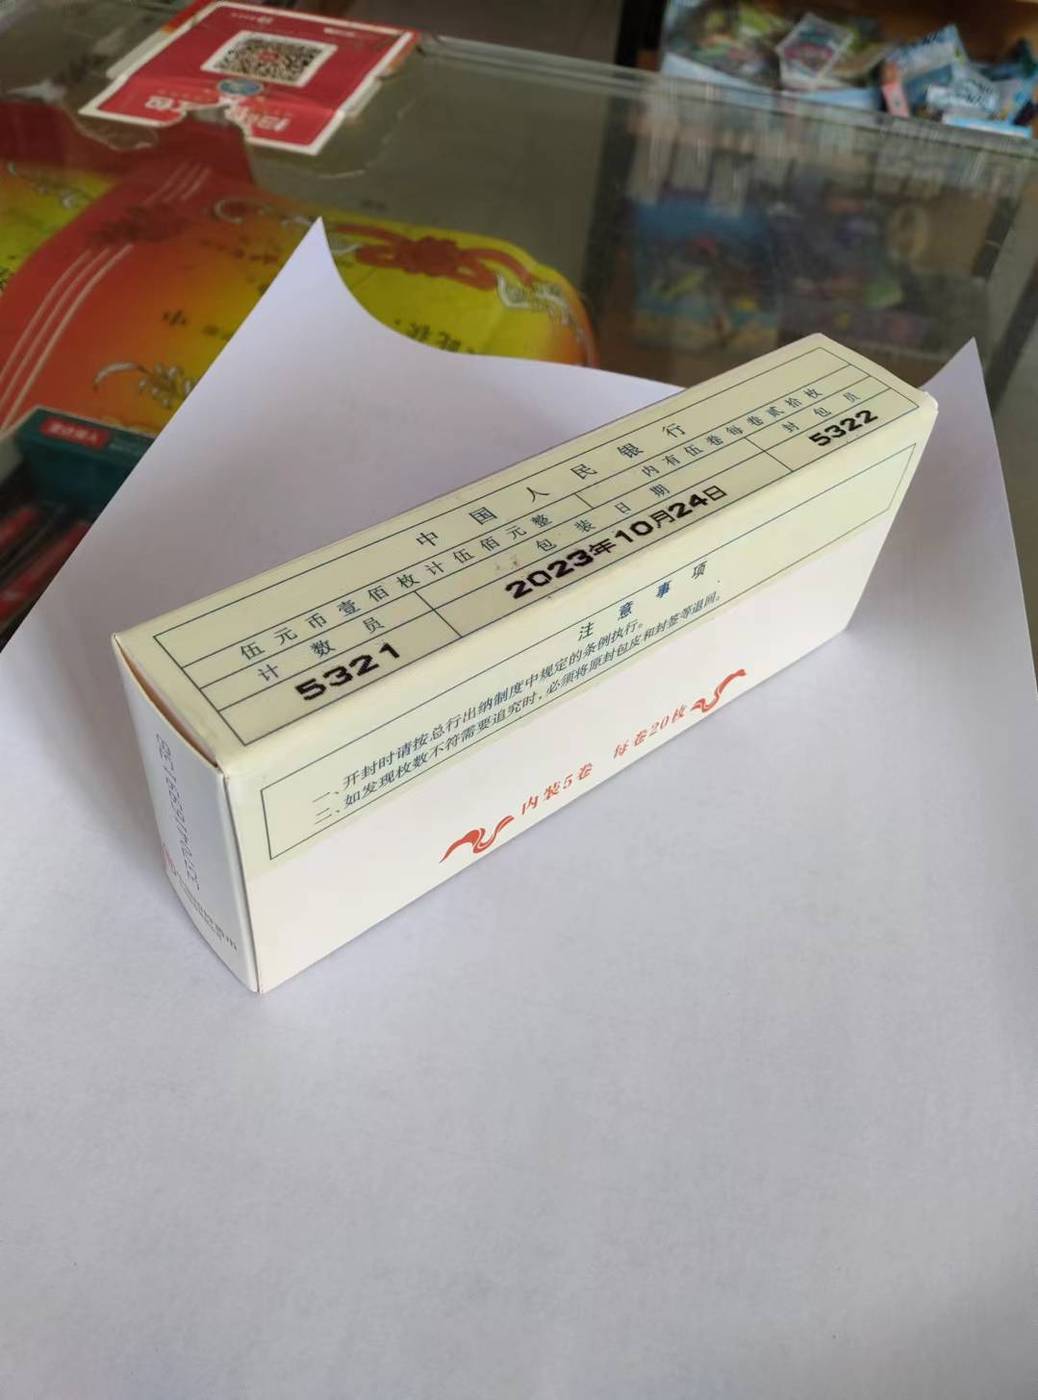 中国人民银行
伍元币壹佰枚计伍佰元整
内有伍卷每卷贰拾枚
计数员
包装日期
封包员
5321
2023年10月24日
5322
注意事项
一、开封时请按总行出纳制度中规定的条例执行。
二、如发现枚数不符需要追究时，必须将原封包皮和封签等退回。
内装5卷 每卷20枚